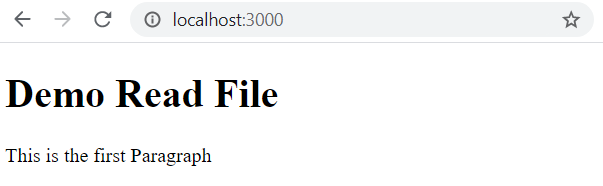 localhost:3000
Demo Read File
This is the first Paragraph